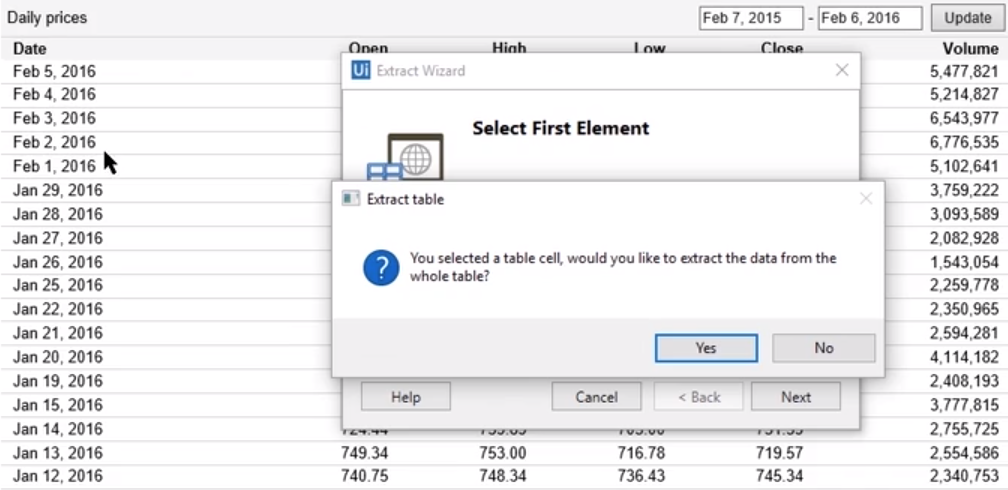 Daily prices Feb 7, 2015 - Feb 6, 2016 Update
Date Open High Low Close Volume
Ui Extract Wizard
Feb 5, 2016 5,477,821
Feb 4, 2016 5,214,827
Feb 3, 2016 6,543,977
Select First Element
Feb 2, 2016 6,776,535
Feb 1, 2016 5,102,641
Jan 29, 2016 3,759,222
Extract table
Jan 28, 2016 3,093,589
Jan 27, 2016 2,082,928
You selected a table cell, would you like to extract the data from the
whole table?
Jan 26, 2016 1,543,054
Jan 25, 2016 2,259,778
Jan 22, 2016 2,350,965
Jan 21, 2016 2,594,281
Yes No
Jan 20, 2016 4,114,182
Jan 19, 2016 2,408,193
Help Cancel < Back Next
Jan 15, 2016 3,777,815
Jan 14, 2016 2,755,725
Jan 13, 2016 749.34 753.00 716.78 719.57 2,554,586
Jan 12, 2016 740.75 748.34 736.43 745.34 2,340,753